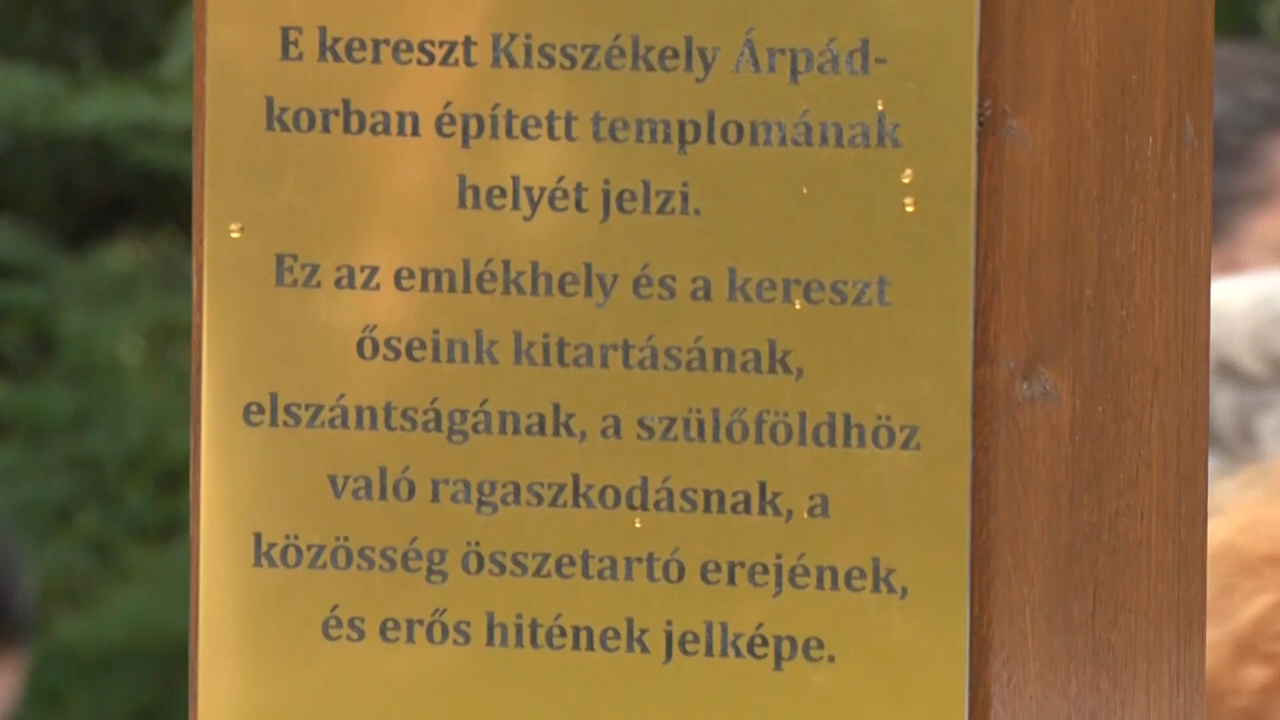 E kereszt Kisszékely Árpád-
korban épített templomának
helyét jelzi.
Ez az emlékhely és a kereszt
őseink kitartásának,
elszántságának, a szülőföldhöz
való ragaszkodásnak, a
közösség összetartó erejének,
és erős hitének jelképe.